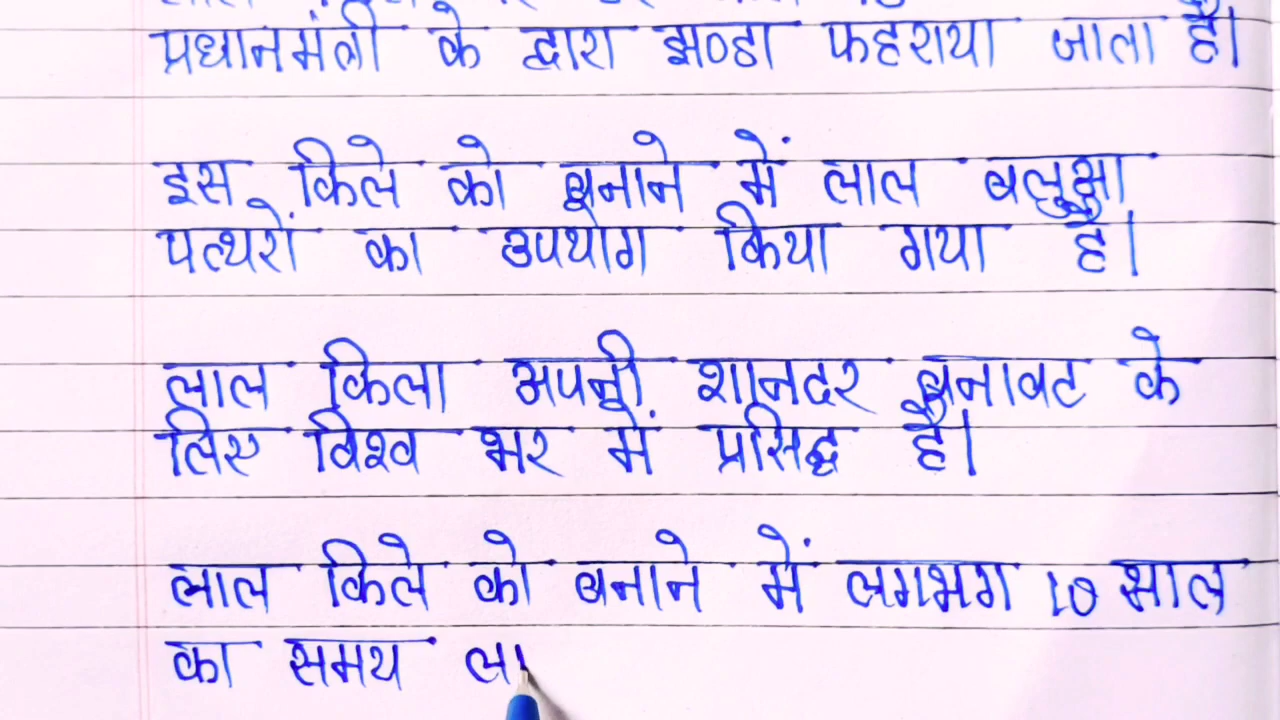 प्रधानमंत्री के द्वारा झण्डा फहराया जाता है।
इस किले को बनाने में लाल बलुआ
पत्थरों का उपयोग किया गया है।
लाल किला अपनी शानदर बनावट के
लिए विश्व भर में प्रसिद्ध है।
लाल किले को बनाने में लगभग 10 साल
का समय ल